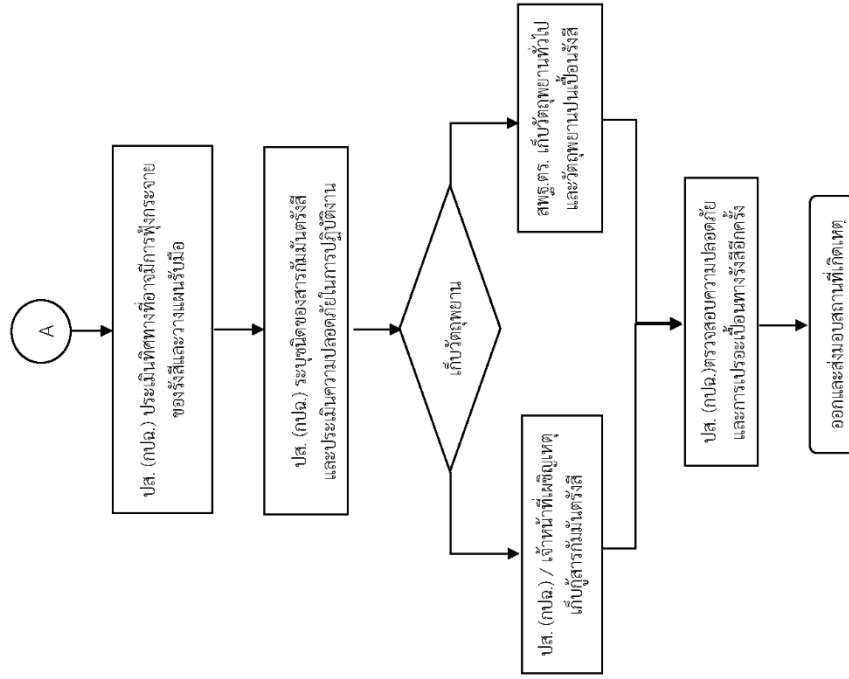 A
ปส. (กปฉ.) ประเมินทิศทางที่อาจมีการฟุ้งกระจาย
ของรังสีและวางแผนรับมือ
ปส. (กปฉ.) ระบุชนิดของสารกัมมันตรังสี
และประเมินความปลอดภัยในการปฏิบัติงาน
เก็บวัตถุพยาน
ปส. (กปฉ.) / เจ้าหน้าที่เผชิญเหตุ
เก็บกู้สารกัมมันตรังสี
สพฐ.ตร. เก็บวัตถุพยานทั่วไป
และวัตถุพยานปนเปื้อนรังสี
ปส. (กปฉ.)ตรวจสอบความปลอดภัย
และการเปรอะเปื้อนทางรังสีอีกครั้ง
ออกและส่งมอบสถานที่เกิดเหตุ